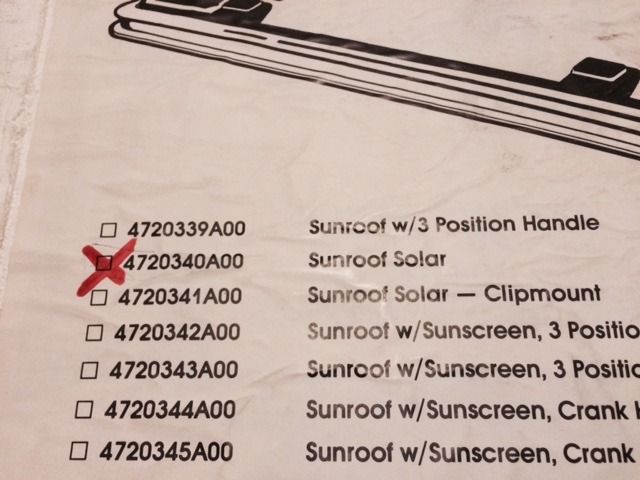 ☐ 4720339A00 Sunroof w/3 Position Handle
☒ 4720340A00 Sunroof Solar
☐ 4720341A00 Sunroof Solar — Clipmount
☐ 4720342A00 Sunroof w/Sunscreen, 3 Positio
☐ 4720343A00 Sunroof w/Sunscreen, 3 Positio
☐ 4720344A00 Sunroof w/Sunscreen, Crank H
☐ 4720345A00 Sunroof w/Sunscreen, Crank